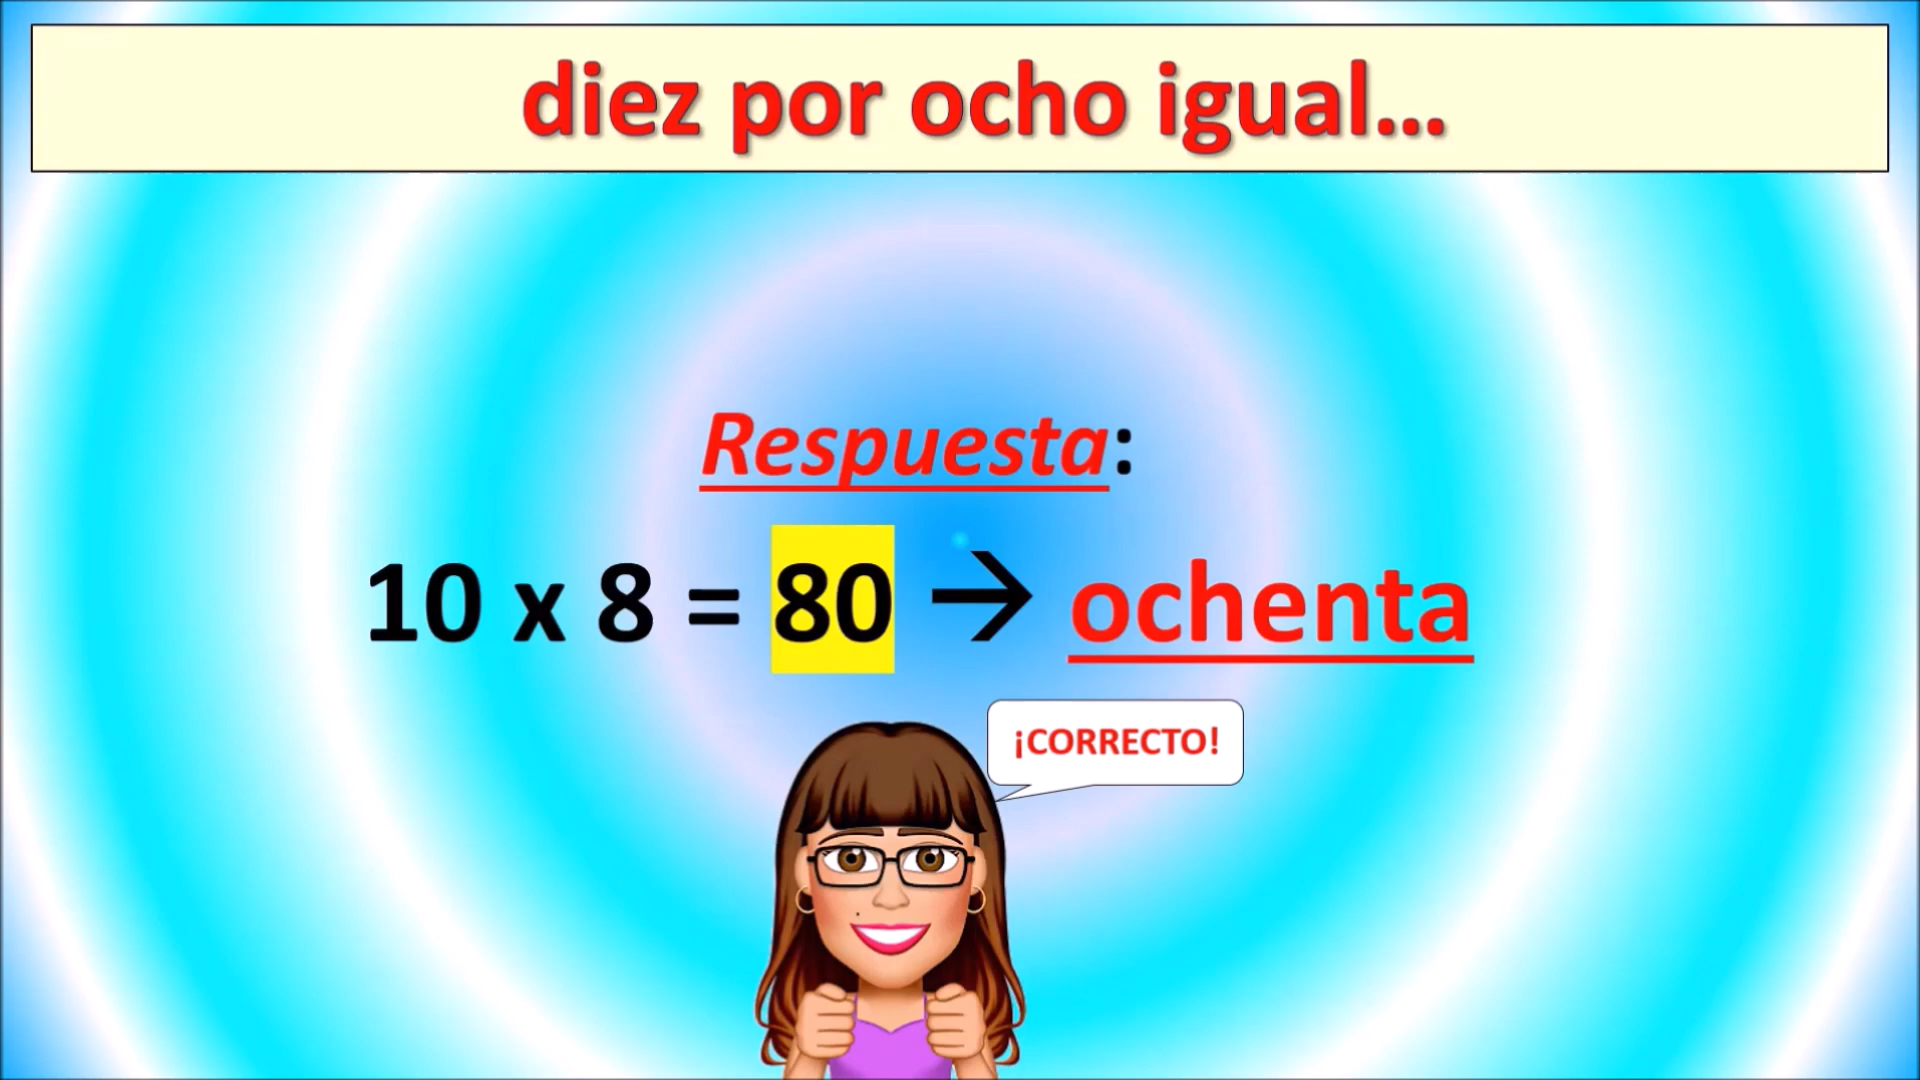 diez por ocho igual...
Respuesta:
10 x 8 = 80 → ochenta
¡CORRECTO!